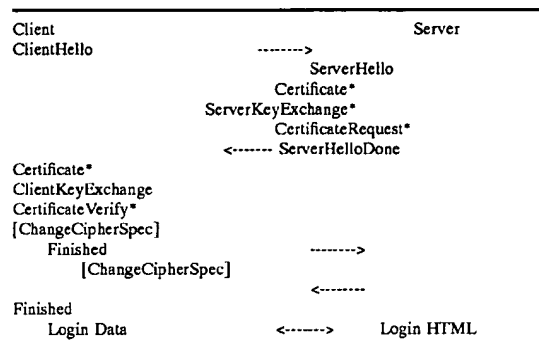 Client Server
ClientHello -------->
ServerHello
Certificate*
ServerKeyExchange*
CertificateRequest*
<------- ServerHelloDone
Certificate*
ClientKeyExchange
CertificateVerify*
[ChangeCipherSpec]
Finished -------->
[ChangeCipherSpec]
<--------
Finished
Login Data <-------> Login HTML